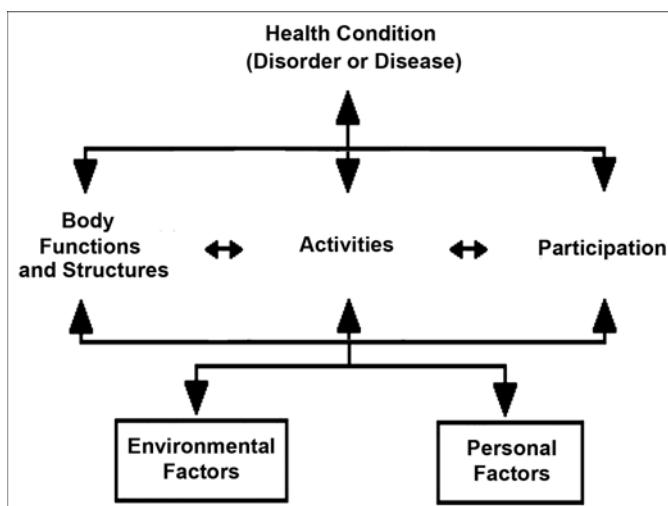 Health Condition
(Disorder or Disease)
Body
Functions
and Structures
Activities
Participation
Environmental
Factors
Personal
Factors